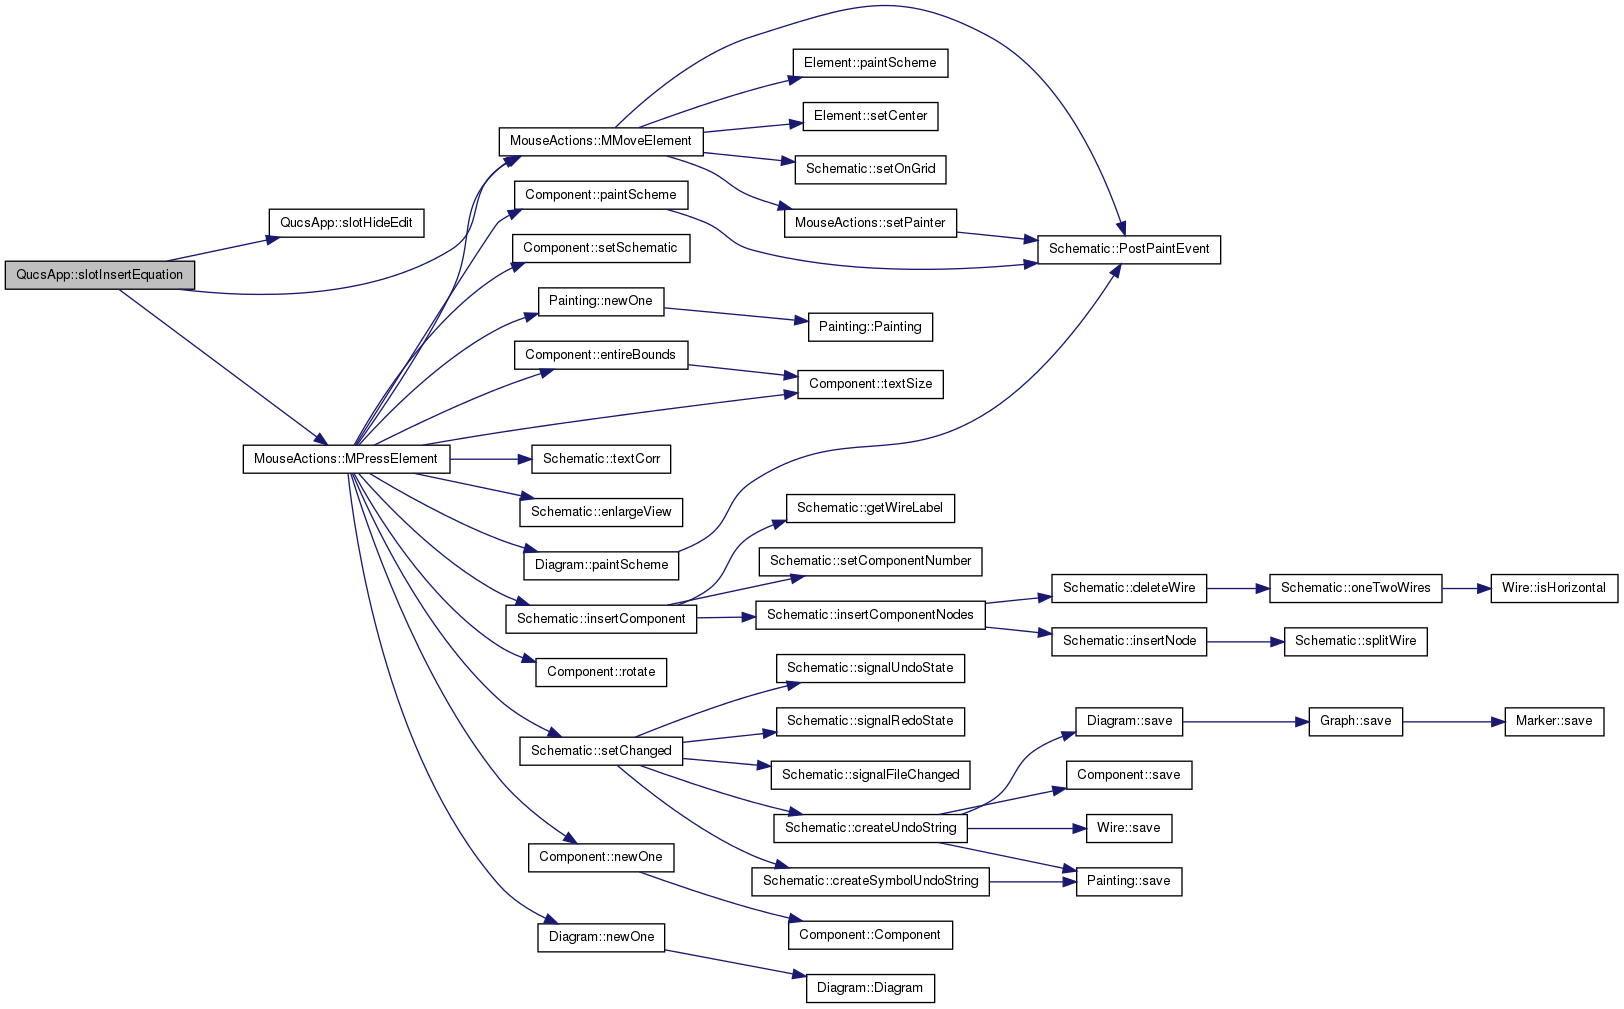 QucsApp::slotInsertEquation
QucsApp::slotHideEdit
MouseActions::MPressElement
MouseActions::MMoveElement
Component::paintScheme
Component::setSchematic
Painting::newOne
Component::entireBounds
Schematic::textCorr
Schematic::enlargeView
Diagram::paintScheme
Schematic::insertComponent
Component::rotate
Schematic::setChanged
Component::newOne
Diagram::newOne
Element::paintScheme
Element::setCenter
Schematic::setOnGrid
MouseActions::setPainter
Painting::Painting
Component::textSize
Schematic::getWireLabel
Schematic::setComponentNumber
Schematic::insertComponentNodes
Schematic::signalUndoState
Schematic::signalRedoState
Schematic::signalFileChanged
Schematic::createUndoString
Schematic::createSymbolUndoString
Component::Component
Diagram::Diagram
Schematic::PostPaintEvent
Schematic::deleteWire
Schematic::insertNode
Diagram::save
Component::save
Wire::save
Painting::save
Schematic::oneTwoWires
Schematic::splitWire
Graph::save
Wire::isHorizontal
Marker::save